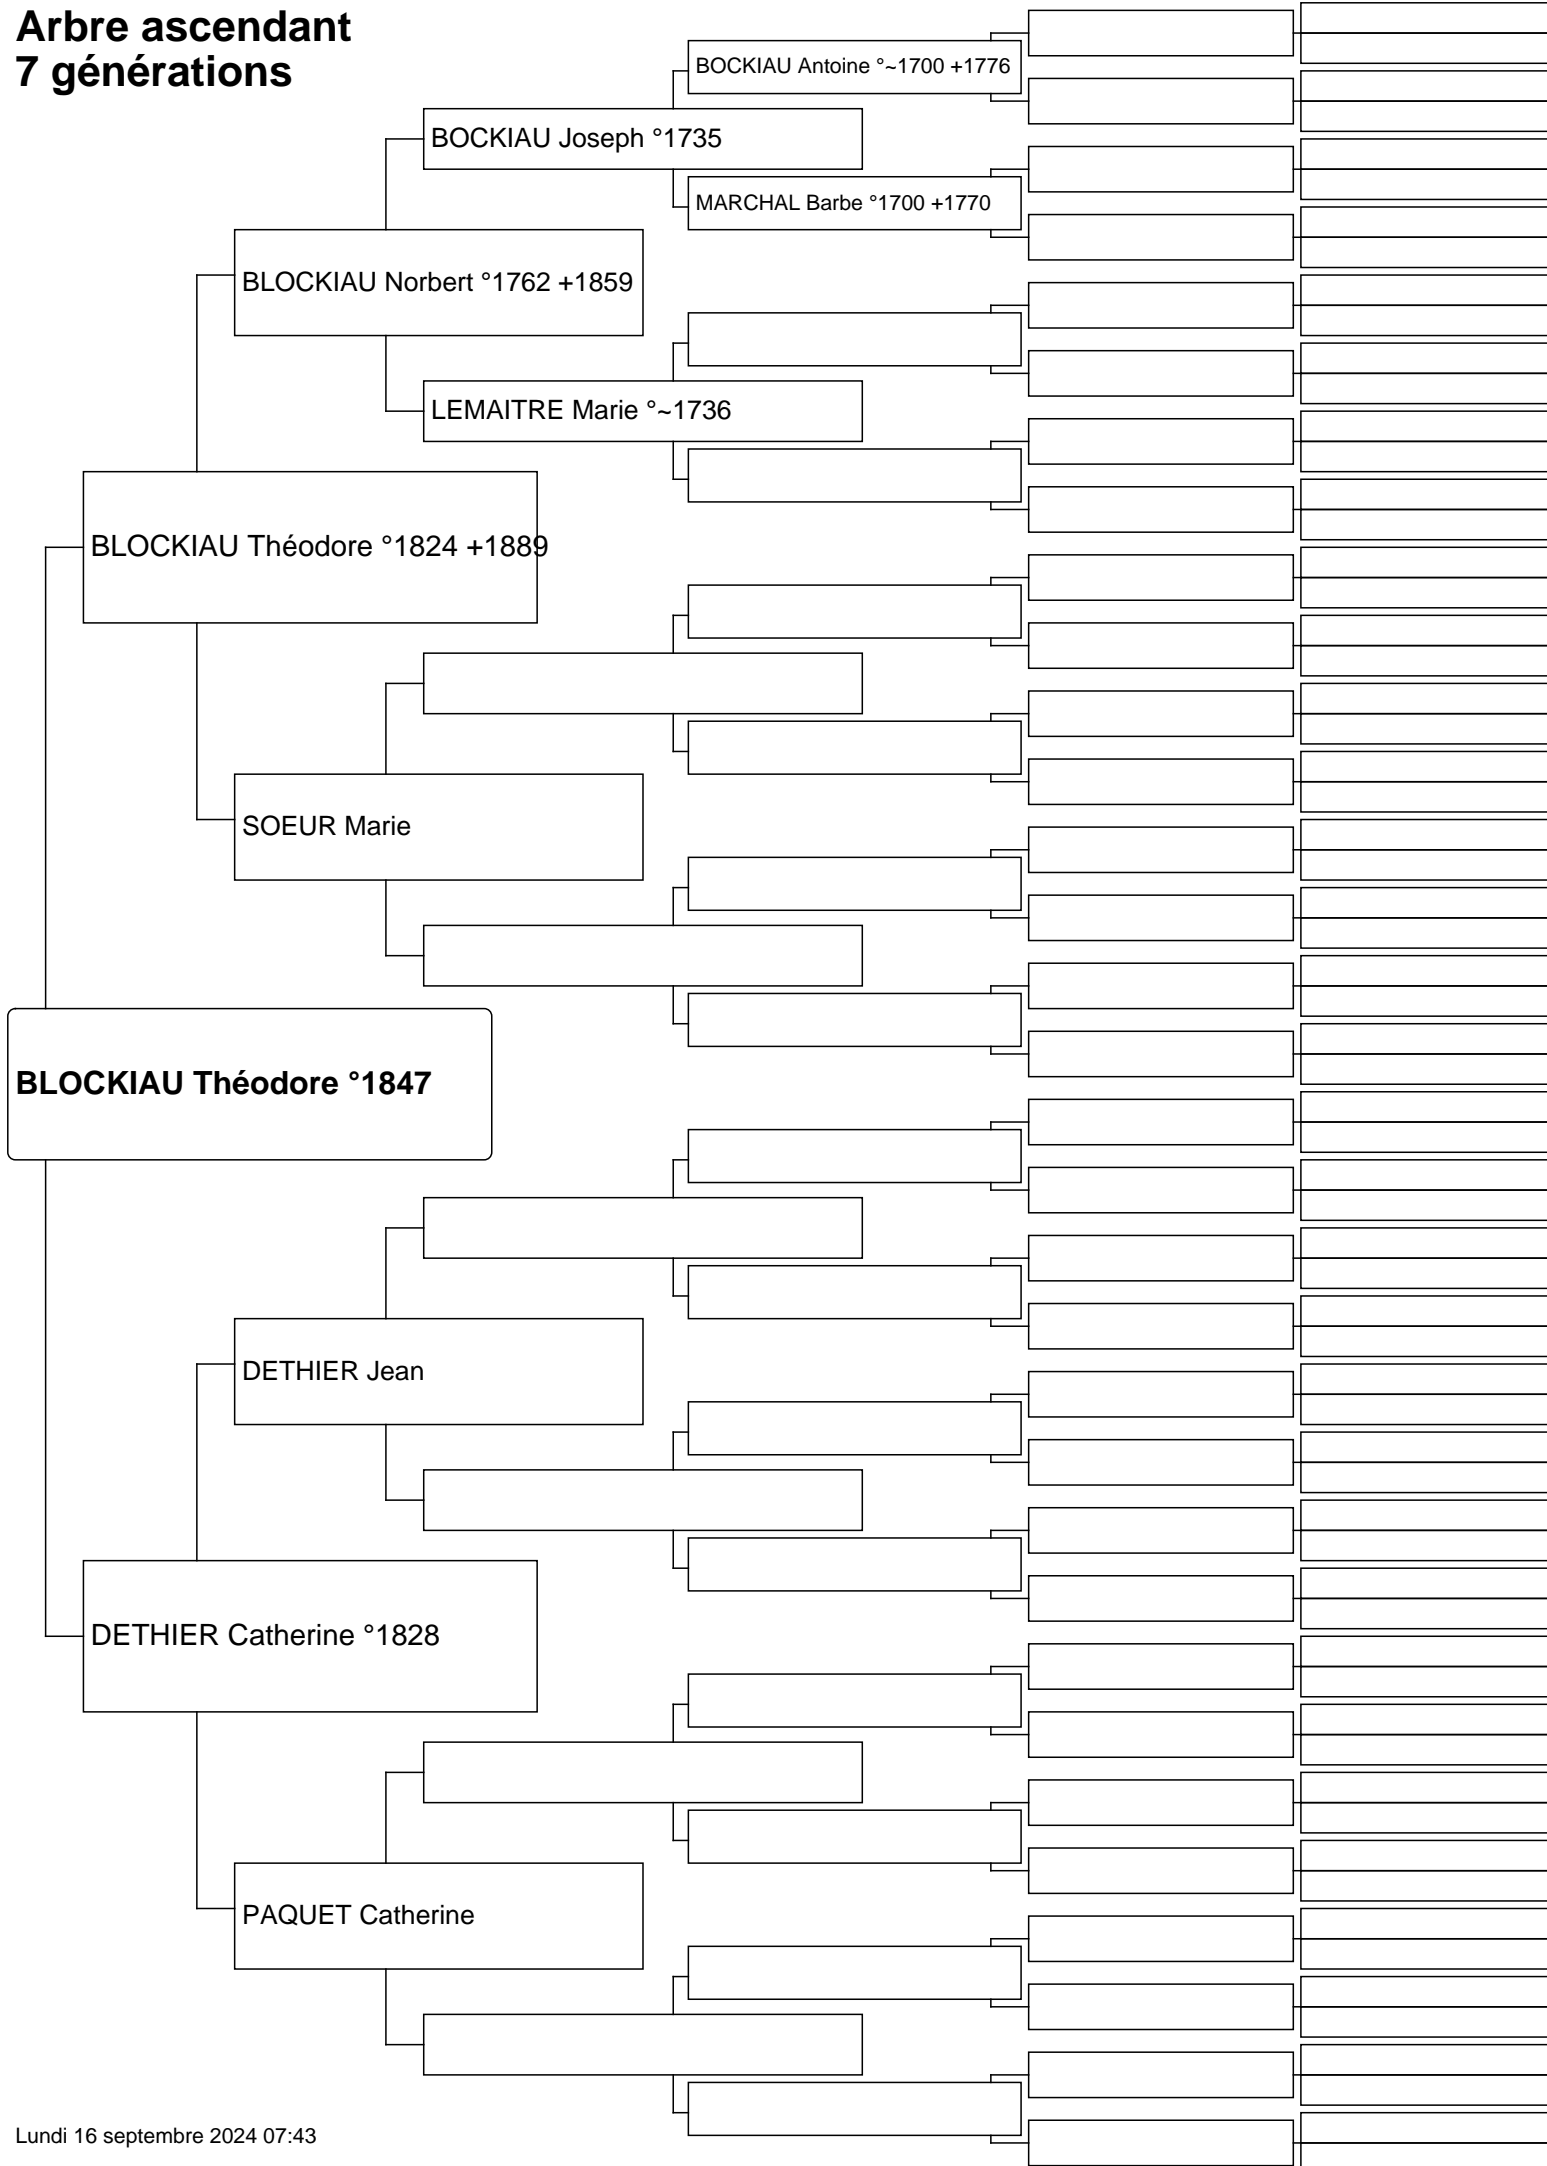 Arbre ascendant
7 générations
BOCKIAU Antoine °~1700 +1776
BOCKIAU Joseph °1735
MARCHAL Barbe °1700 +1770
BLOCKIAU Norbert °1762 +1859
LEMAITRE Marie °~1736
BLOCKIAU Théodore °1824 +1889
SOEUR Marie
BLOCKIAU Théodore °1847
DETHIER Jean
DETHIER Catherine °1828
PAQUET Catherine
Lundi 16 septembre 2024 07:43